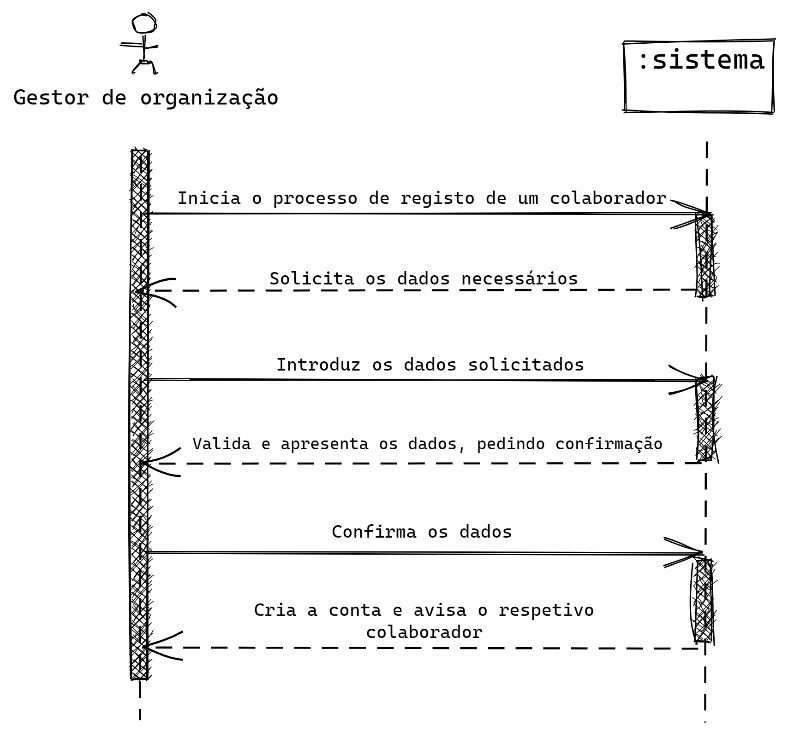 Gestor de organização
:sistema
Inicia o processo de registo de um colaborador
Solicita os dados necessários
Introduz os dados solicitados
Valida e apresenta os dados, pedindo confirmação
Confirma os dados
Cria a conta e avisa o respetivo
colaborador